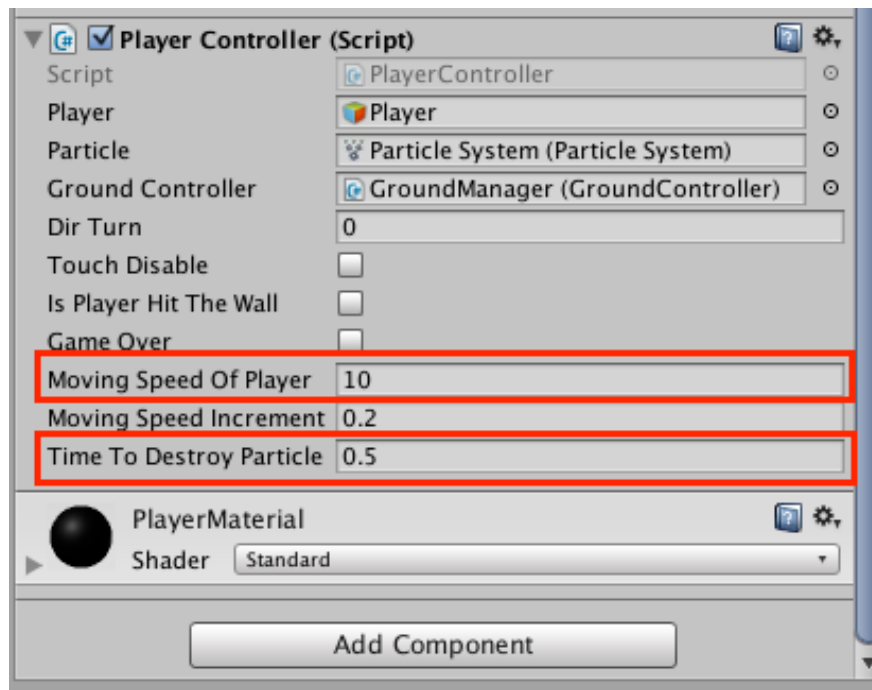 Player Controller (Script)
Script PlayerController
Player Player
Particle Particle System (Particle System)
Ground Controller GroundManager (GroundController)
Dir Turn 0
Touch Disable
Is Player Hit The Wall
Game Over
Moving Speed Of Player 10
Moving Speed Increment 0.2
Time To Destroy Particle 0.5
PlayerMaterial
Shader Standard
Add Component